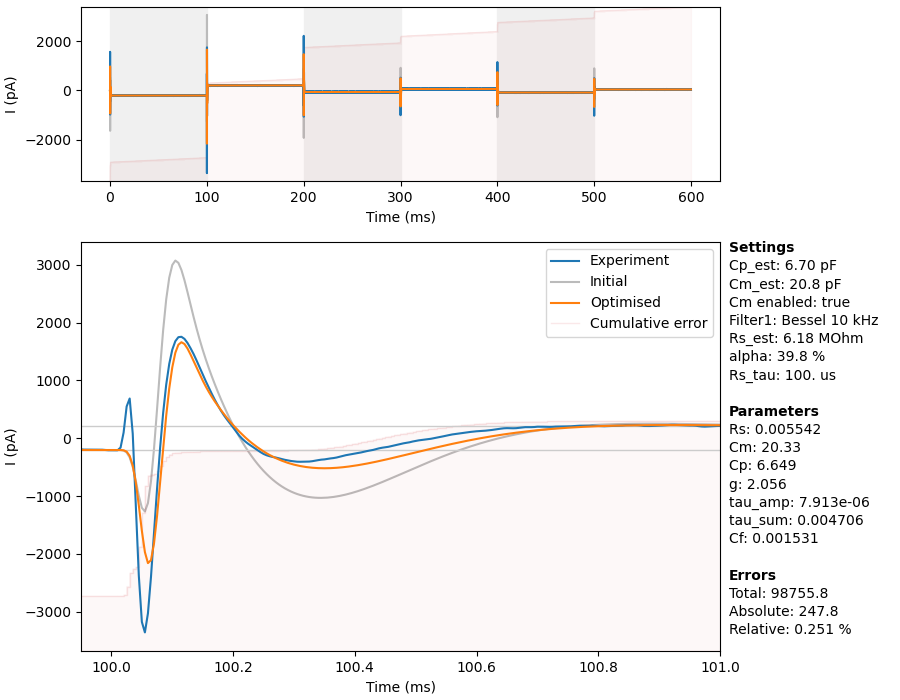 2000
0
−2000
I (pA)
0
100
200
300
400
500
600
Time (ms)
3000
2000
1000
0
−1000
−2000
−3000
I (pA)
100.0
100.2
100.4
100.6
100.8
101.0
Time (ms)
Experiment
Initial
Optimised
Cumulative error
Settings
Cp_est: 6.70 pF
Cm_est: 20.8 pF
Cm enabled: true
Filter1: Bessel 10 kHz
Rs_est: 6.18 MOhm
alpha: 39.8 %
Rs_tau: 100. us
Parameters
Rs: 0.005542
Cm: 20.33
Cp: 6.649
g: 2.056
tau_amp: 7.913e-06
tau_sum: 0.004706
Cf: 0.001531
Errors
Total: 98755.8
Absolute: 247.8
Relative: 0.251 %